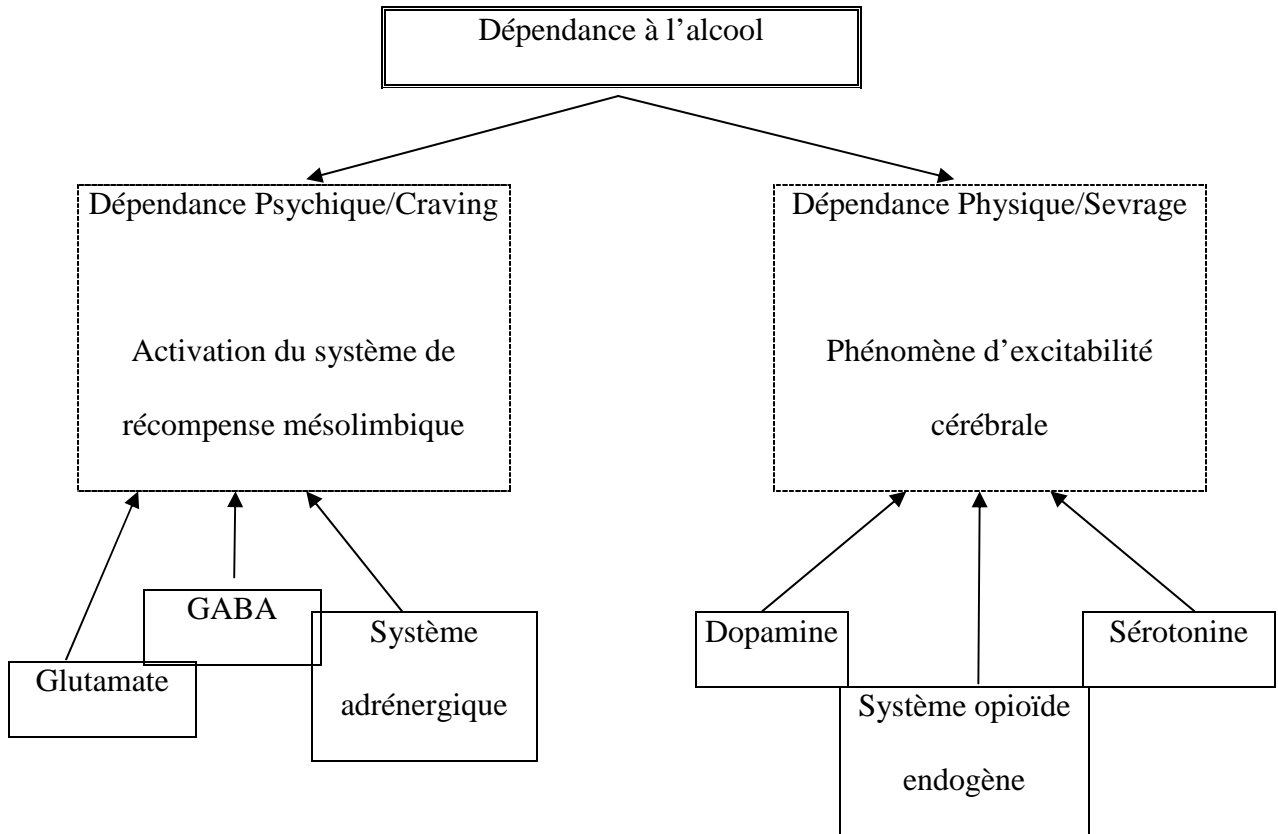 Dépendance à l’alcool
Dépendance Psychique/Craving
Activation du système de
récompense mésolimbique
Dépendance Physique/Sevrage
Phénomène d’excitabilité
cérébrale
Glutamate
GABA
Système
adrénergique
Dopamine
Système opioïde
endogène
Sérotonine